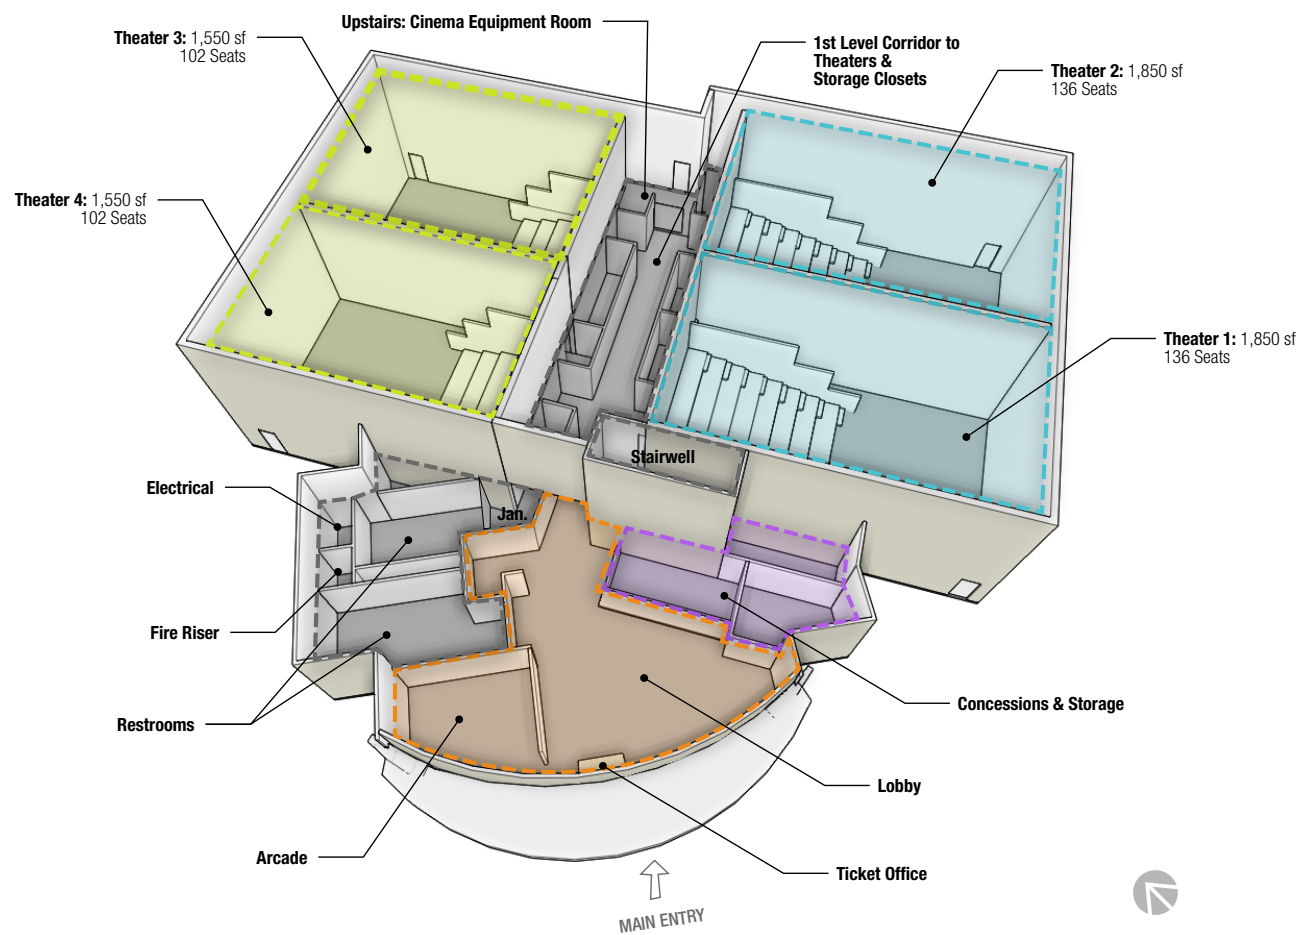 Upstairs: Cinema Equipment Room
Theater 3: 1,550 sf
102 Seats
1st Level Corridor to
Theaters &
Storage Closets
Theater 2: 1,850 sf
136 Seats
Theater 4: 1,550 sf
102 Seats
Theater 1: 1,850 sf
136 Seats
Stairwell
Electrical
Jan.
Fire Riser
Restrooms
Concessions & Storage
Lobby
Arcade
Ticket Office
MAIN ENTRY